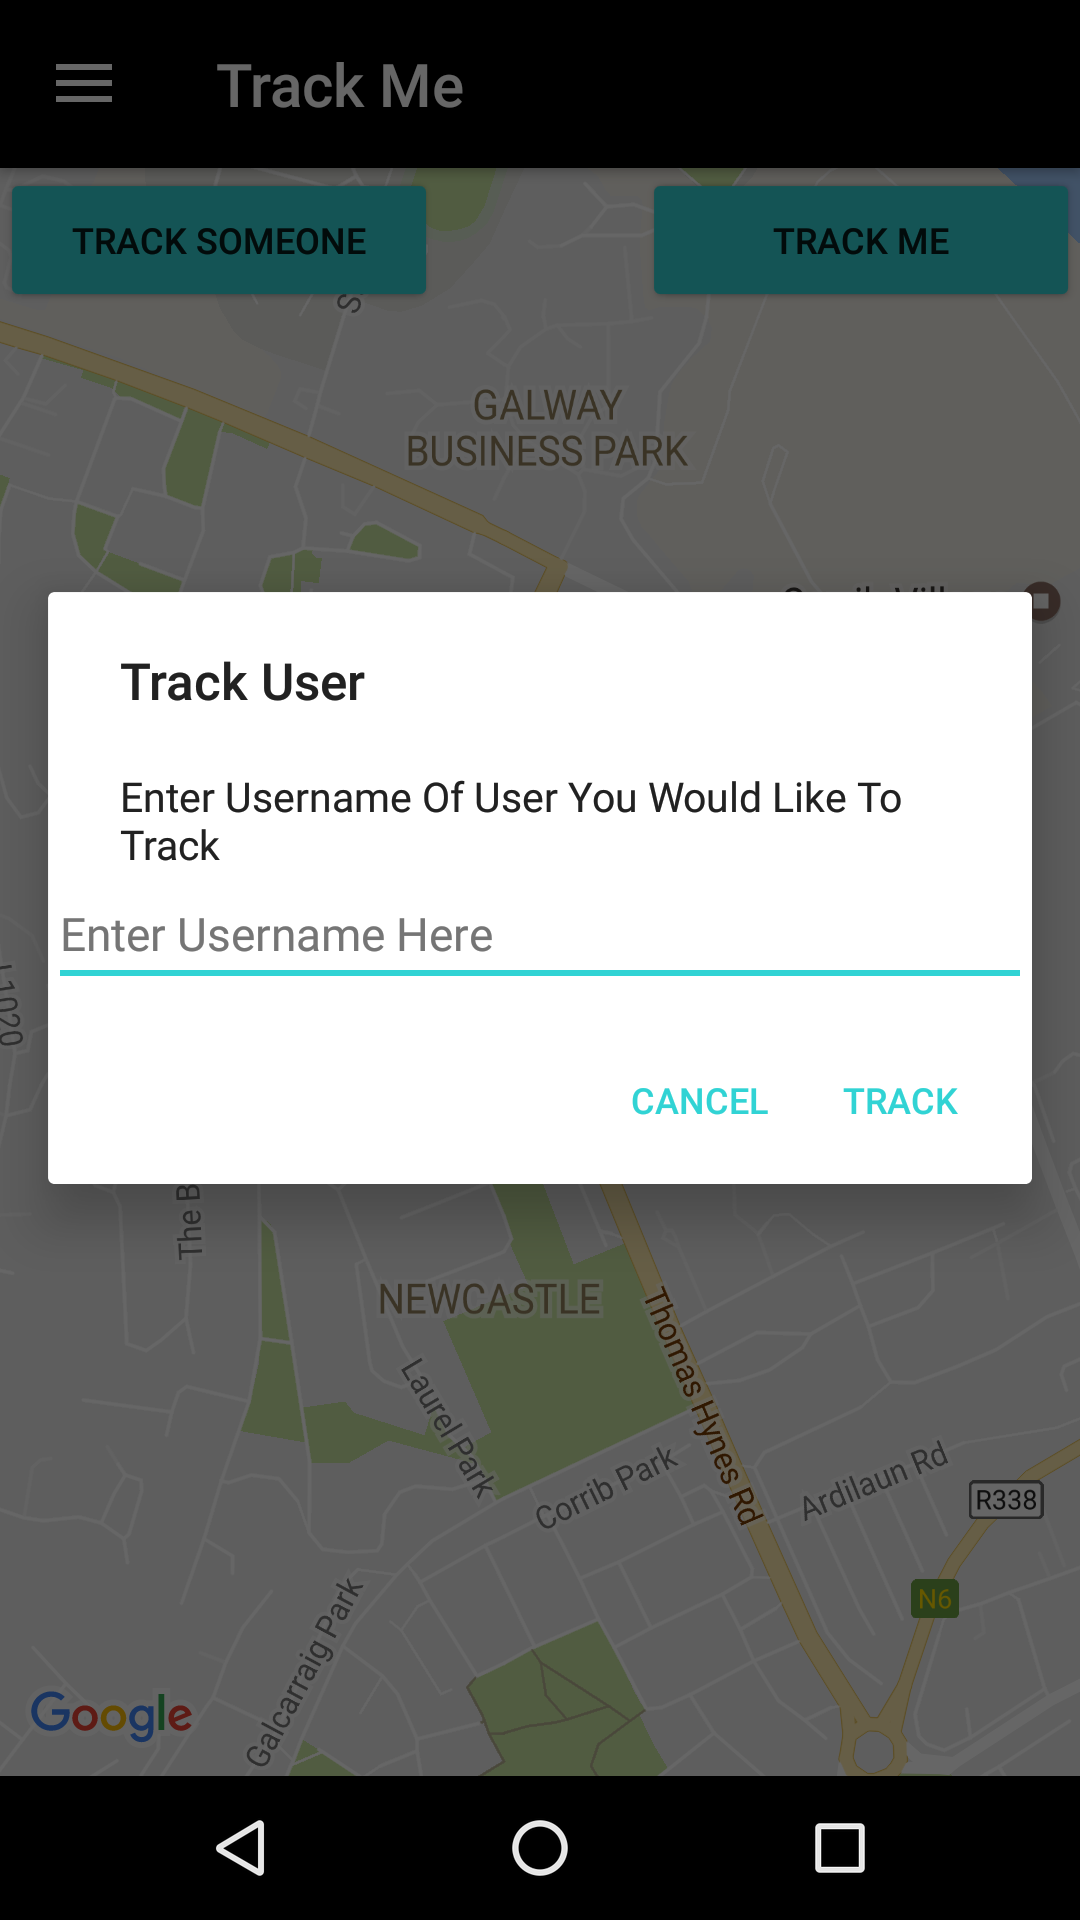 Track Me
TRACK SOMEONE
TRACK ME
GALWAY
BUSINESS PARK
Track User
Enter Username Of User You Would Like To
Track
Enter Username Here
L1020
CANCEL
TRACK
The B
NEWCASTLE
Thomas Hynes Rd
Laurel Park
Corrib Park
Ardilaun Rd
R338
N6
Galcarraig Park
Google